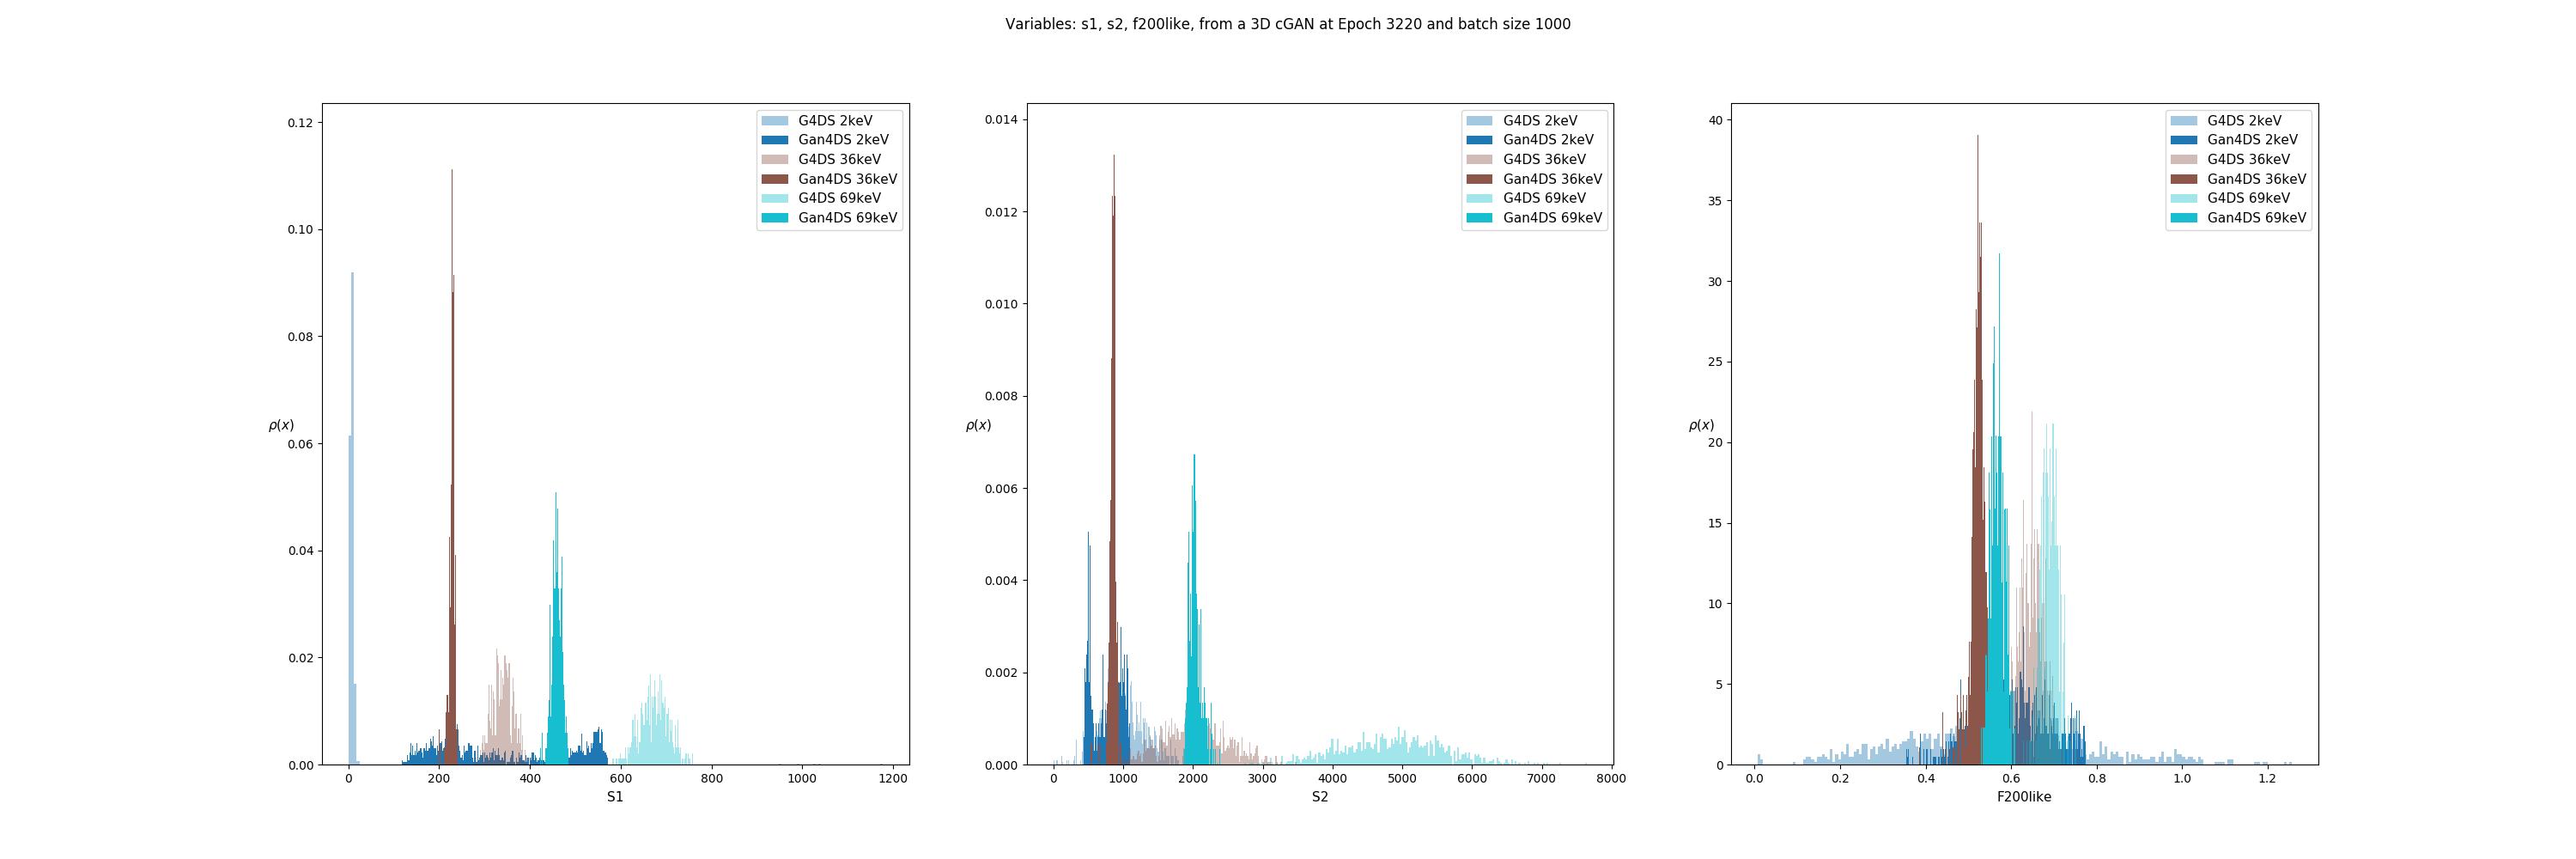 Variables: s1, s2, f200like, from a 3D cGAN at Epoch 3220 and batch size 1000
0.12
0.10
0.08
0.06
0.04
0.02
0.00
ρ(x)
0 200 400 600 800 1000 1200
S1
G4DS 2keV
Gan4DS 2keV
G4DS 36keV
Gan4DS 36keV
G4DS 69keV
Gan4DS 69keV
0.014
0.012
0.010
0.008
0.006
0.004
0.002
0.000
ρ(x)
0 1000 2000 3000 4000 5000 6000 7000 8000
S2
G4DS 2keV
Gan4DS 2keV
G4DS 36keV
Gan4DS 36keV
G4DS 69keV
Gan4DS 69keV
40
35
30
25
20
15
10
5
0
ρ(x)
0.0 0.2 0.4 0.6 0.8 1.0 1.2
F200like
G4DS 2keV
Gan4DS 2keV
G4DS 36keV
Gan4DS 36keV
G4DS 69keV
Gan4DS 69keV